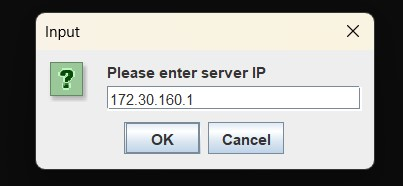 Input
?
Please enter server IP
172.30.160.1
OK Cancel